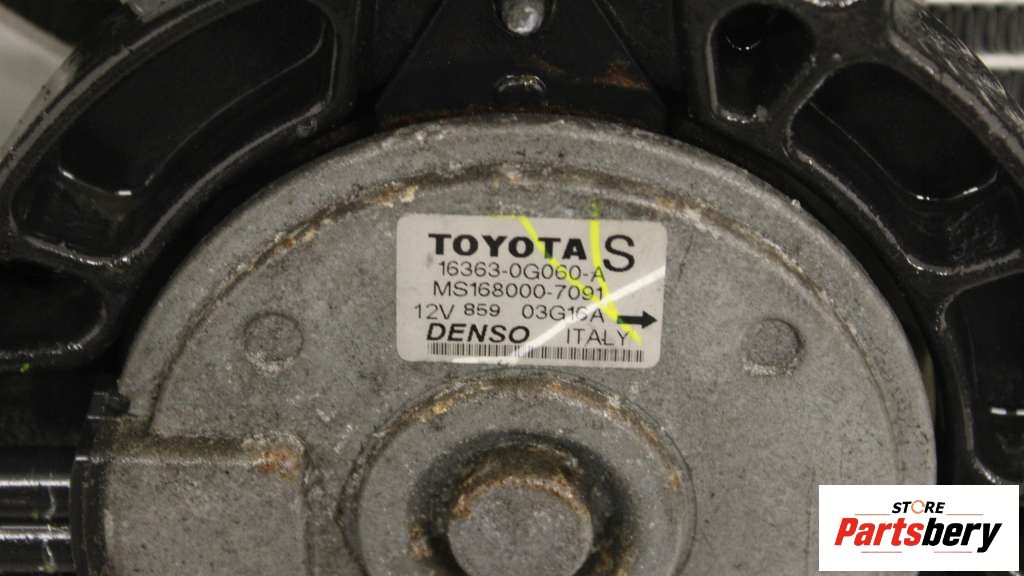 TOYOTA S
16363-0G060-A
MS168000-7091
12V 859 03G16A
DENSO ITALY
STORE
Partsbery